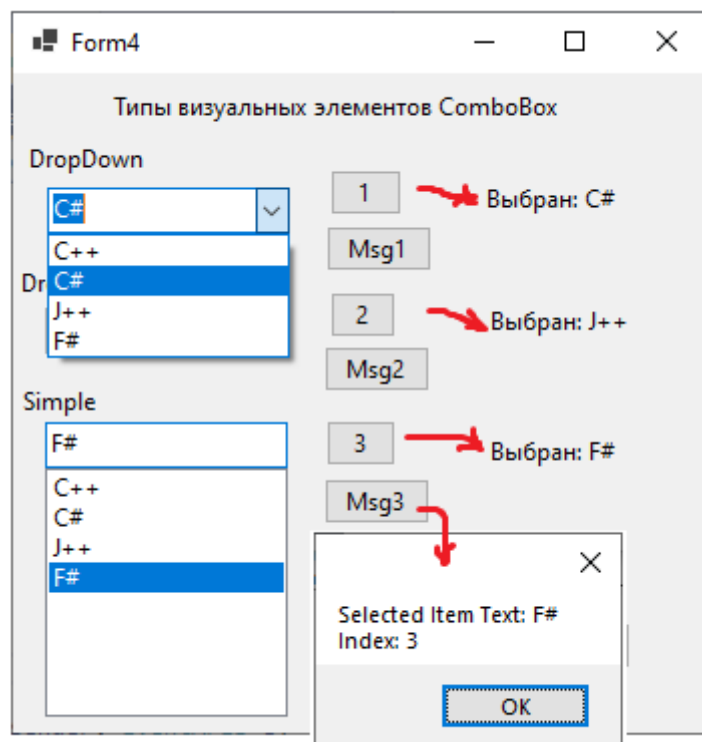 Form4
Типы визуальных элементов ComboBox
DropDown
C#
C++
C#
J++
F#
1
Выбран: C#
Msg1
Dr
2
Выбран: J++
Msg2
Simple
F#
C++
C#
J++
F#
3
Выбран: F#
Msg3
Selected Item Text: F#
Index: 3
OK